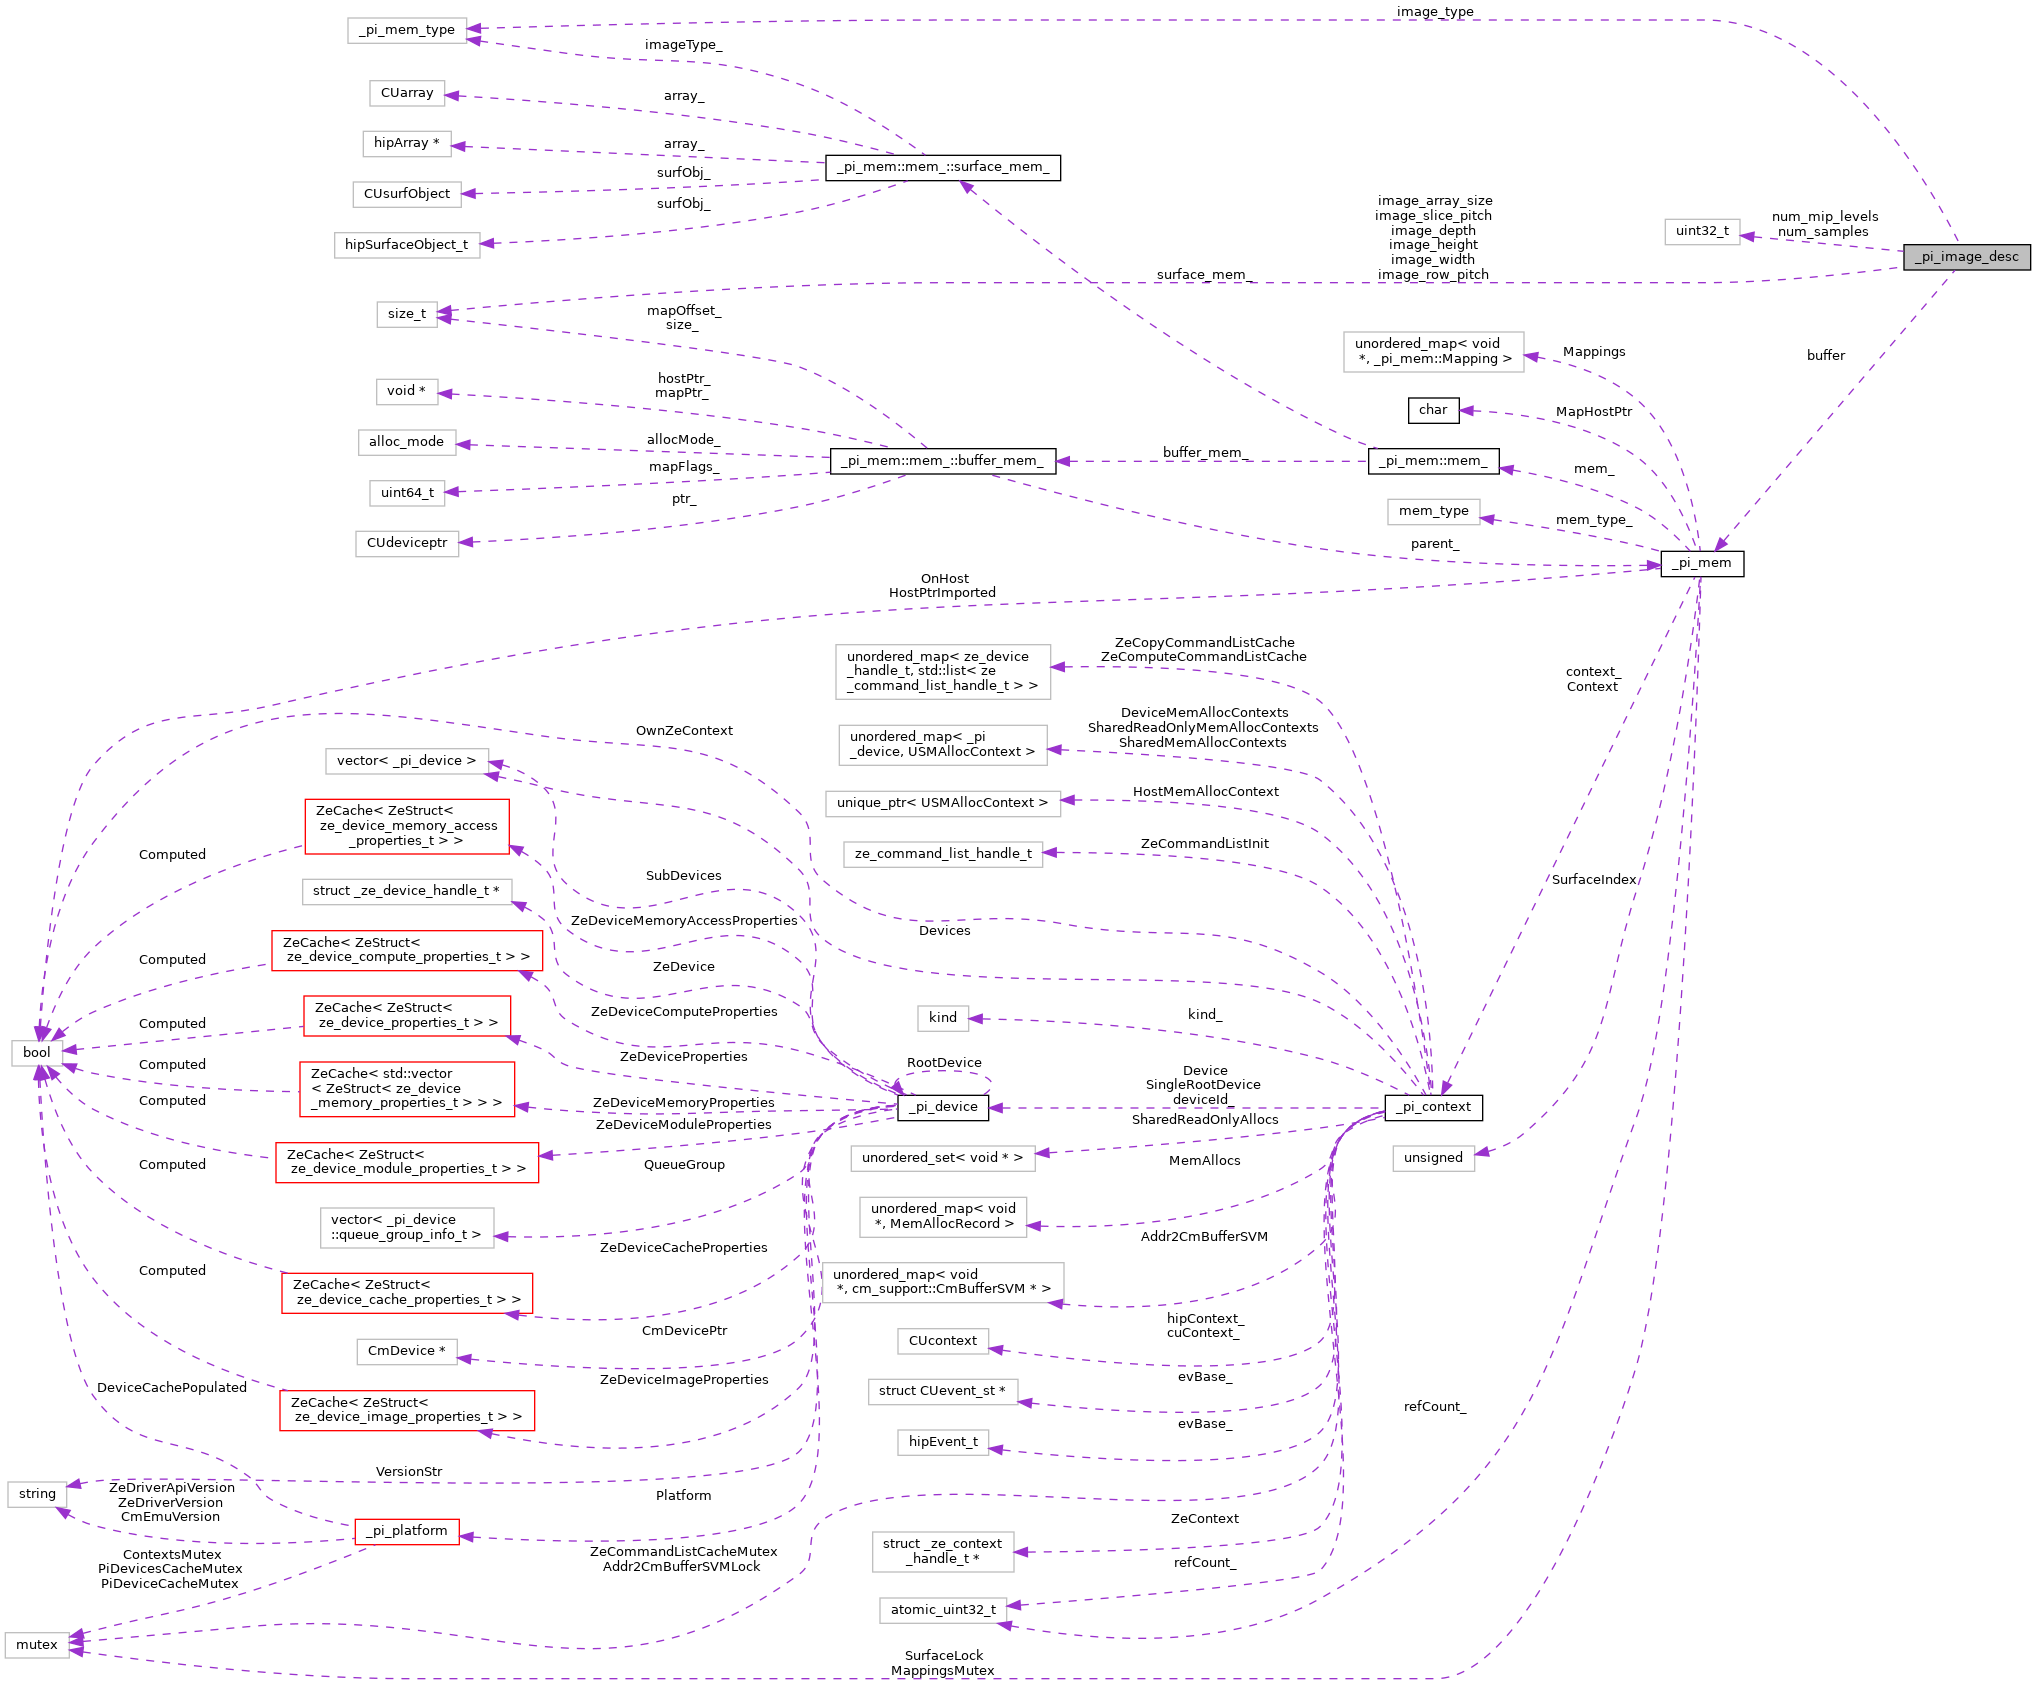 image_type
_pi_mem_type
imageType_
CUarray
array_
hipArray *
array_
_pi_mem::mem_::surface_mem_
CUsurfObject
surfObj_
surfObj_
hipSurfaceObject_t
image_array_size
image_slice_pitch
image_depth
image_height
image_width
image_row_pitch
num_mip_levels
num_samples
uint32_t
_pi_image_desc
surface_mem_
size_t
mapOffset_
size_
unordered_map< void
*, _pi_mem::Mapping >
Mappings
buffer
void *
hostPtr_
mapPtr_
char
MapHostPtr
alloc_mode
allocMode_
_pi_mem::mem_::buffer_mem_
buffer_mem_
_pi_mem::mem_
mem_
mapFlags_
uint64_t
ptr_
mem_type
mem_type_
CUdeviceptr
parent_
_pi_mem
OnHost
HostPtrImported
unordered_map< ze_device
_handle_t, std::list< ze
_command_list_handle_t > >
ZeCopyCommandListCache
ZeComputeCommandListCache
context_
Context
OwnZeContext
unordered_map< _pi
_device, USMAllocContext >
DeviceMemAllocContexts
SharedReadOnlyMemAllocContexts
SharedMemAllocContexts
vector< _pi_device >
unique_ptr< USMAllocContext >
HostMemAllocContext
ZeCache< ZeStruct<
ze_device_memory_access
_properties_t > >
Computed
ze_command_list_handle_t
ZeCommandListInit
SubDevices
SurfaceIndex
struct _ze_device_handle_t *
ZeDeviceMemoryAccessProperties
Devices
ZeCache< ZeStruct<
ze_device_compute_properties_t > >
Computed
ZeDevice
ZeCache< ZeStruct<
ze_device_properties_t > >
Computed
ZeDeviceComputeProperties
kind
kind_
bool
ZeDeviceProperties
RootDevice
Computed
ZeCache< std::vector
< ZeStruct< ze_device
_memory_properties_t > > >
Device
SingleRootDevice
deviceId_
Computed
ZeDeviceMemoryProperties
_pi_device
_pi_context
ZeDeviceModuleProperties
SharedReadOnlyAllocs
ZeCache< ZeStruct<
ze_device_module_properties_t > >
Computed
QueueGroup
unordered_set< void * >
MemAllocs
unsigned
vector< _pi_device
::queue_group_info_t >
unordered_map< void
*, MemAllocRecord >
ZeDeviceCacheProperties
Addr2CmBufferSVM
Computed
ZeCache< ZeStruct<
ze_device_cache_properties_t > >
unordered_map< void
*, cm_support::CmBufferSVM * >
CmDevice *
CmDevicePtr
CUcontext
hipContext_
cuContext_
DeviceCachePopulated
ZeDeviceImageProperties
struct CUevent_st *
evBase_
ZeCache< ZeStruct<
ze_device_image_properties_t > >
hipEvent_t
evBase_
refCount_
VersionStr
string
ZeDriverApiVersion
ZeDriverVersion
CmEmuVersion
Platform
_pi_platform
ZeContext
struct _ze_context
_handle_t *
ContextsMutex
PiDevicesCacheMutex
PiDeviceCacheMutex
ZeCommandListCacheMutex
Addr2CmBufferSVMLock
refCount_
atomic_uint32_t
mutex
SurfaceLock
MappingsMutex